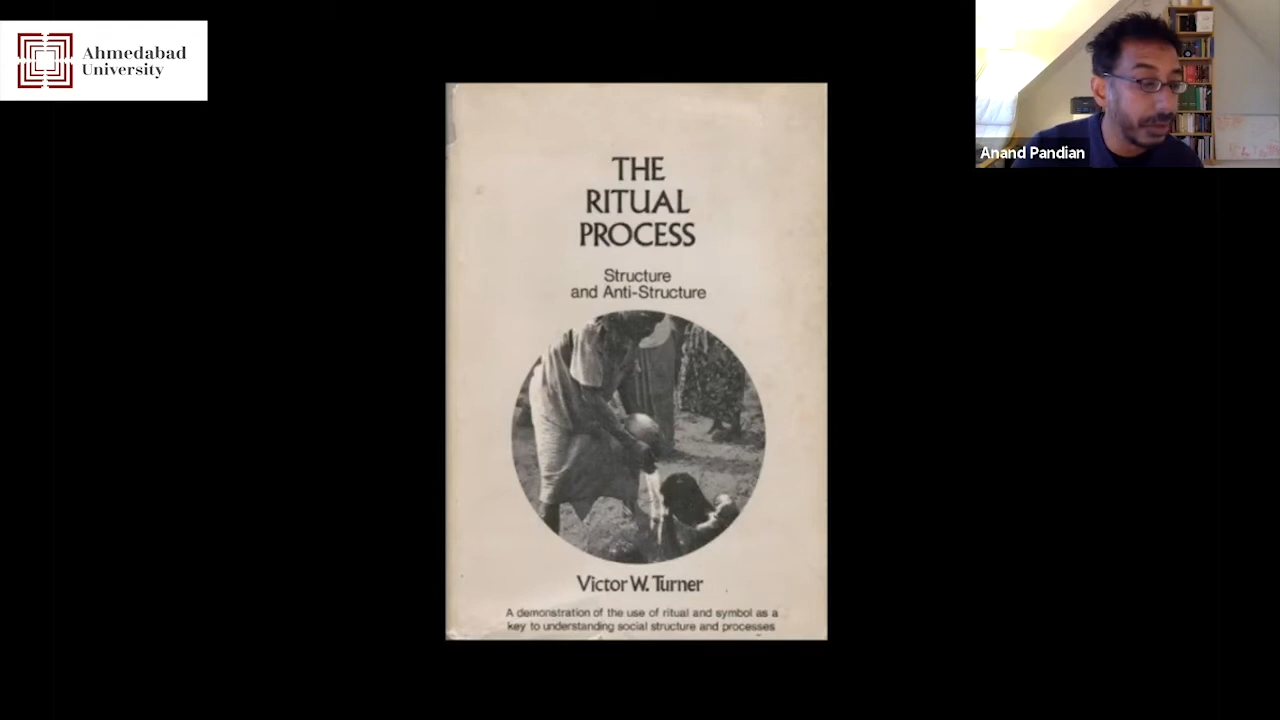 Ahmedabad
University
Anand Pandian
THE
RITUAL
PROCESS
Structure
and Anti-Structure
Victor W. Turner
A demonstration of the use of ritual and symbol as a
key to understanding social structure and processes